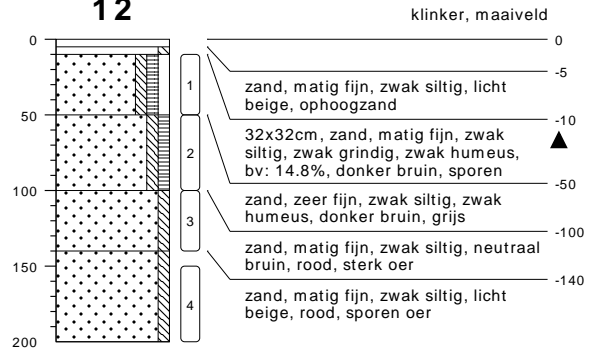 12
klinker, maaiveld
0
0
-5
zand, matig fijn, zwak siltig, licht
beige, ophoogzand
-10
1
50
32x32cm, zand, matig fijn, zwak
siltig, zwak grindig, zwak humeus,
bv: 14.8%, donker bruin, sporen
-50
2
100
zand, zeer fijn, zwak siltig, zwak
humeus, donker bruin, grijs
-100
3
zand, matig fijn, zwak siltig, neutraal
bruin, rood, sterk oer
-140
150
zand, matig fijn, zwak siltig, licht
beige, rood, sporen oer
4
200